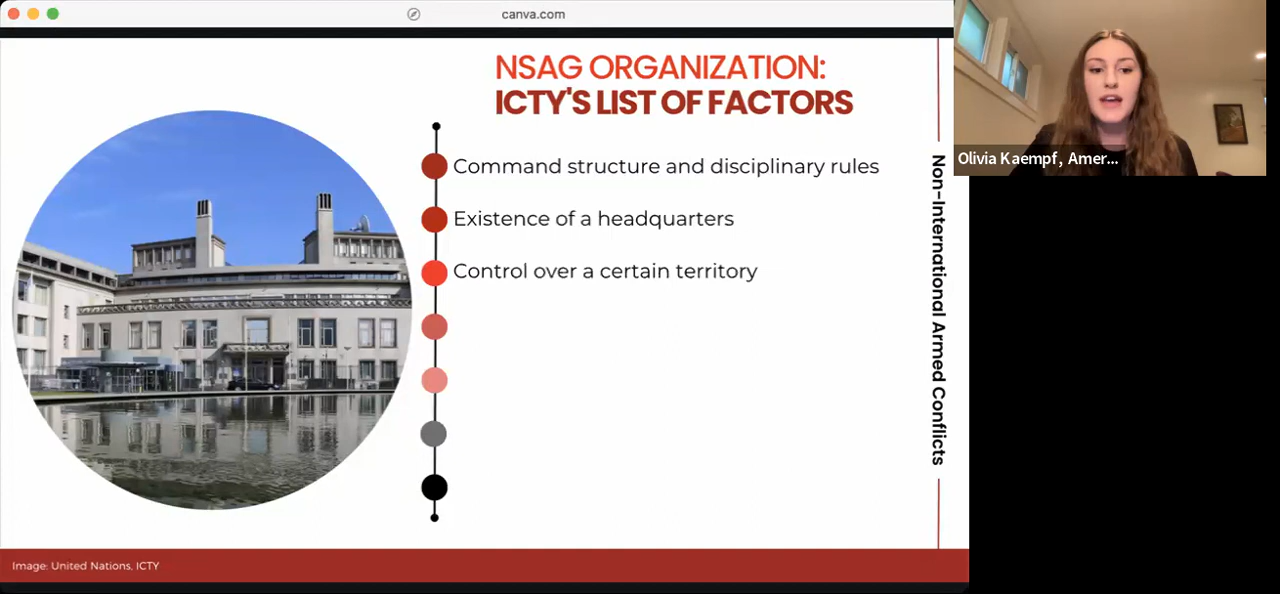 canva.com
NSAG ORGANIZATION:
ICTY'S LIST OF FACTORS
Command structure and disciplinary rules
Existence of a headquarters
Control over a certain territory
Non-International Armed Conflicts
Image: United Nations, ICTY
Olivia Kaempf, Amer...